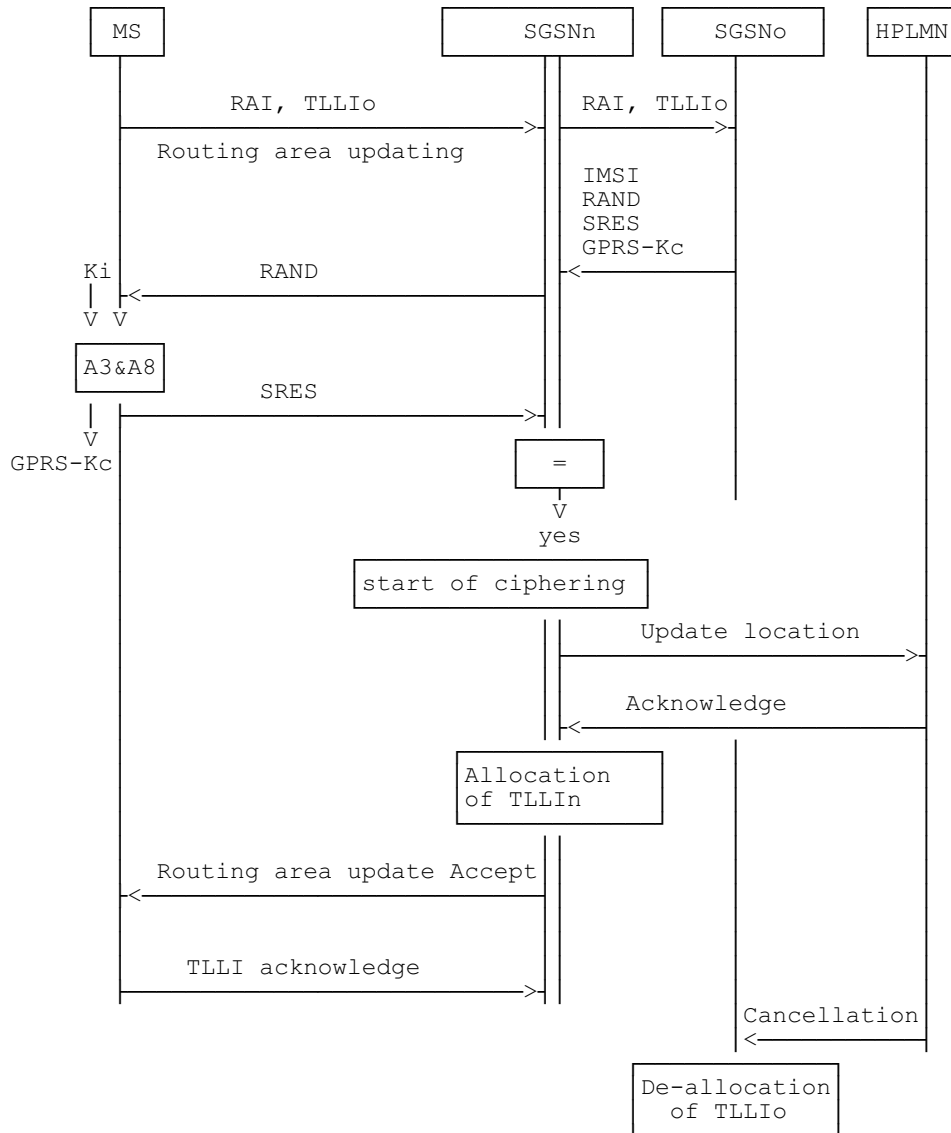 MS
SGSNn
SGSNo
HPLMN
RAI, TLLIo
RAI, TLLIo
Routing area updating
IMSI
RAND
SRES
GPRS-Kc
Ki
RAND
V V
A3&A8
SRES
V
GPRS-Kc
=
V
yes
start of ciphering
Update location
Acknowledge
Allocation
of TLLIn
Routing area update Accept
TLLI acknowledge
Cancellation
De-allocation
of TLLIo